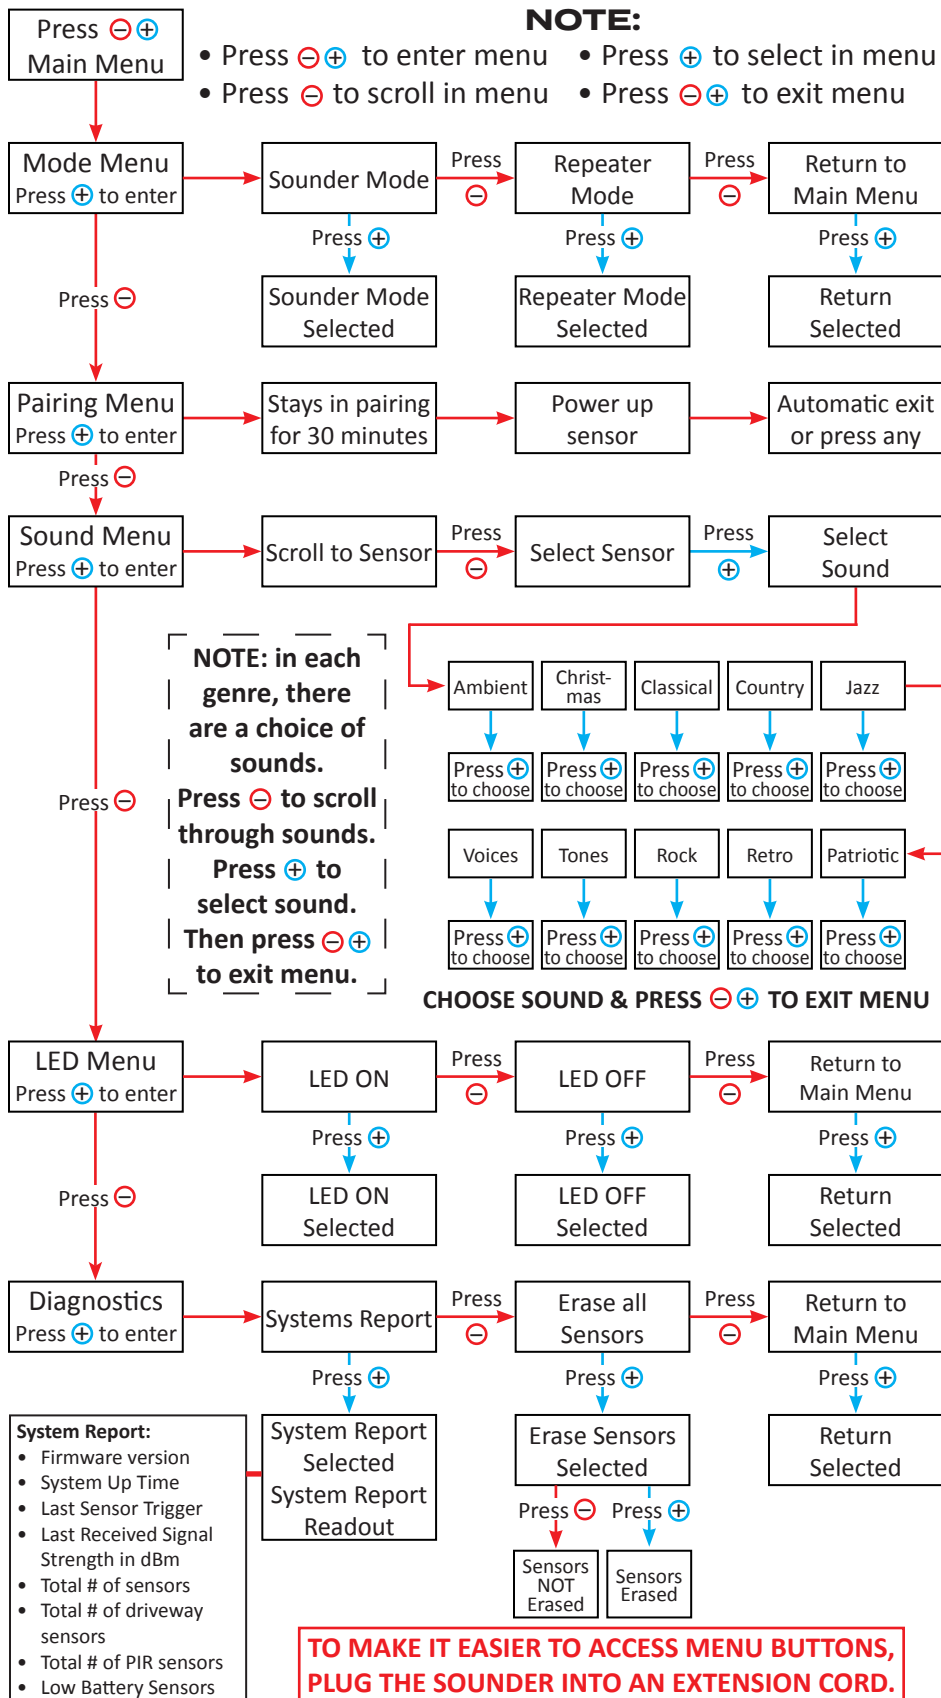 Press ⊖ ⊕
Main Menu
NOTE:
• Press ⊖ ⊕ to enter menu
• Press ⊖ to scroll in menu
• Press ⊕ to select in menu
• Press ⊖ ⊕ to exit menu
Mode Menu
Press ⊕ to enter
Sounder Mode
Press
⊖
Repeater
Mode
Press
⊖
Return to
Main Menu
Press ⊕
Press ⊕
Press ⊕
Sounder Mode
Selected
Repeater Mode
Selected
Return
Selected
Press ⊖
Pairing Menu
Press ⊕ to enter
Stays in pairing
for 30 minutes
Power up
sensor
Automatic exit
or press any
Press ⊖
Sound Menu
Press ⊕ to enter
Scroll to Sensor
Press
⊖
Select Sensor
Press
⊕
Select
Sound
NOTE: in each
genre, there
are a choice of
sounds.
Press ⊖ to scroll
through sounds.
Press ⊕ to
select sound.
Then press ⊖ ⊕
to exit menu.
Ambient
Christ-
mas
Classical
Country
Jazz
Press ⊕
to choose
Press ⊕
to choose
Press ⊕
to choose
Press ⊕
to choose
Press ⊕
to choose
Press ⊖
Voices
Tones
Rock
Retro
Patriotic
Press ⊕
to choose
Press ⊕
to choose
Press ⊕
to choose
Press ⊕
to choose
Press ⊕
to choose
CHOOSE SOUND & PRESS ⊖ ⊕ TO EXIT MENU
LED Menu
Press ⊕ to enter
LED ON
Press
⊖
LED OFF
Press
⊖
Return to
Main Menu
Press ⊕
Press ⊕
Press ⊕
LED ON
Selected
LED OFF
Selected
Return
Selected
Press ⊖
Diagnostics
Press ⊕ to enter
Systems Report
Press
⊖
Erase all
Sensors
Press
⊖
Return to
Main Menu
Press ⊕
Press ⊕
Press ⊕
System Report
Selected
System Report
Readout
Erase Sensors
Selected
Return
Selected
Press ⊖
Press ⊕
Sensors
NOT
Erased
Sensors
Erased
System Report:
• Firmware version
• System Up Time
• Last Sensor Trigger
• Last Received Signal
Strength in dBm
• Total # of sensors
• Total # of driveway
sensors
• Total # of PIR sensors
• Low Battery Sensors
TO MAKE IT EASIER TO ACCESS MENU BUTTONS,
PLUG THE SOUNDER INTO AN EXTENSION CORD.